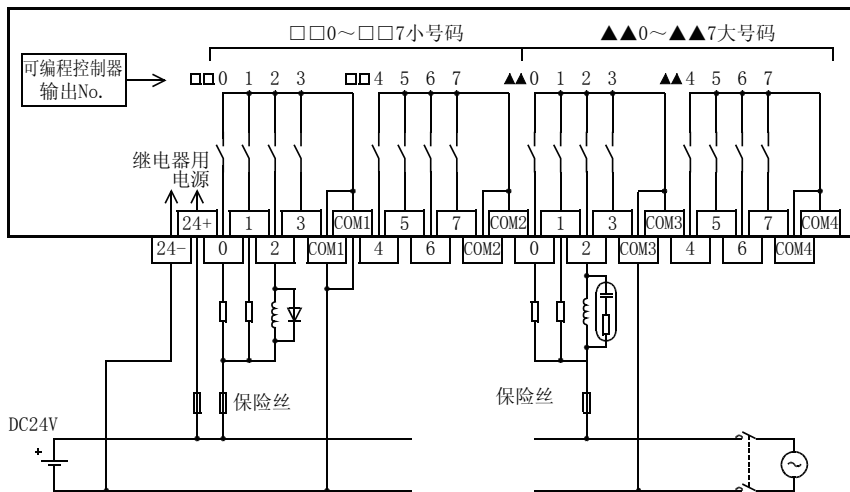 □□0～□□7小号码 ▲▲0～▲▲7大号码
可编程控制器
输出No.
□□0 1 2 3 □□4 5 6 7 ▲▲0 1 2 3 ▲▲4 5 6 7
继电器用
电源
24+ 1 3 COM1 5 7 COM2 1 3 COM3 5 7 COM4
24- 0 2 COM1 4 6 COM2 0 2 COM3 4 6 COM4
保险丝 保险丝
DC24V
+